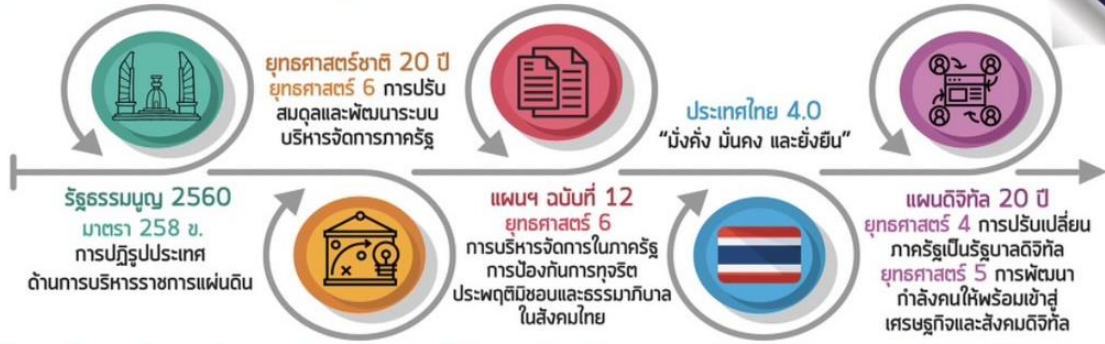 รัฐธรรมนูญ 2560
มาตรา 258 ข.
การปฏิรูปประเทศ
ด้านการบริหารราชการแผ่นดิน
ยุทธศาสตร์ชาติ 20 ปี
ยุทธศาสตร์ 6 การปรับ
สมดุลและพัฒนาระบบ
บริหารจัดการภาครัฐ
แผนฯ ฉบับที่ 12
ยุทธศาสตร์ 6
การบริหารจัดการในภาครัฐ
การป้องกันการทุจริต
ประพฤติมิชอบและธรรมาภิบาล
ในสังคมไทย
ประเทศไทย 4.0
“มั่งคั่ง มั่นคง และยั่งยืน”
แผนดิจิทัล 20 ปี
ยุทธศาสตร์ 4 การปรับเปลี่ยน
ภาครัฐเป็นรัฐบาลดิจิทัล
ยุทธศาสตร์ 5 การพัฒนา
กำลังคนให้พร้อมเข้าสู่
เศรษฐกิจและสังคมดิจิทัล